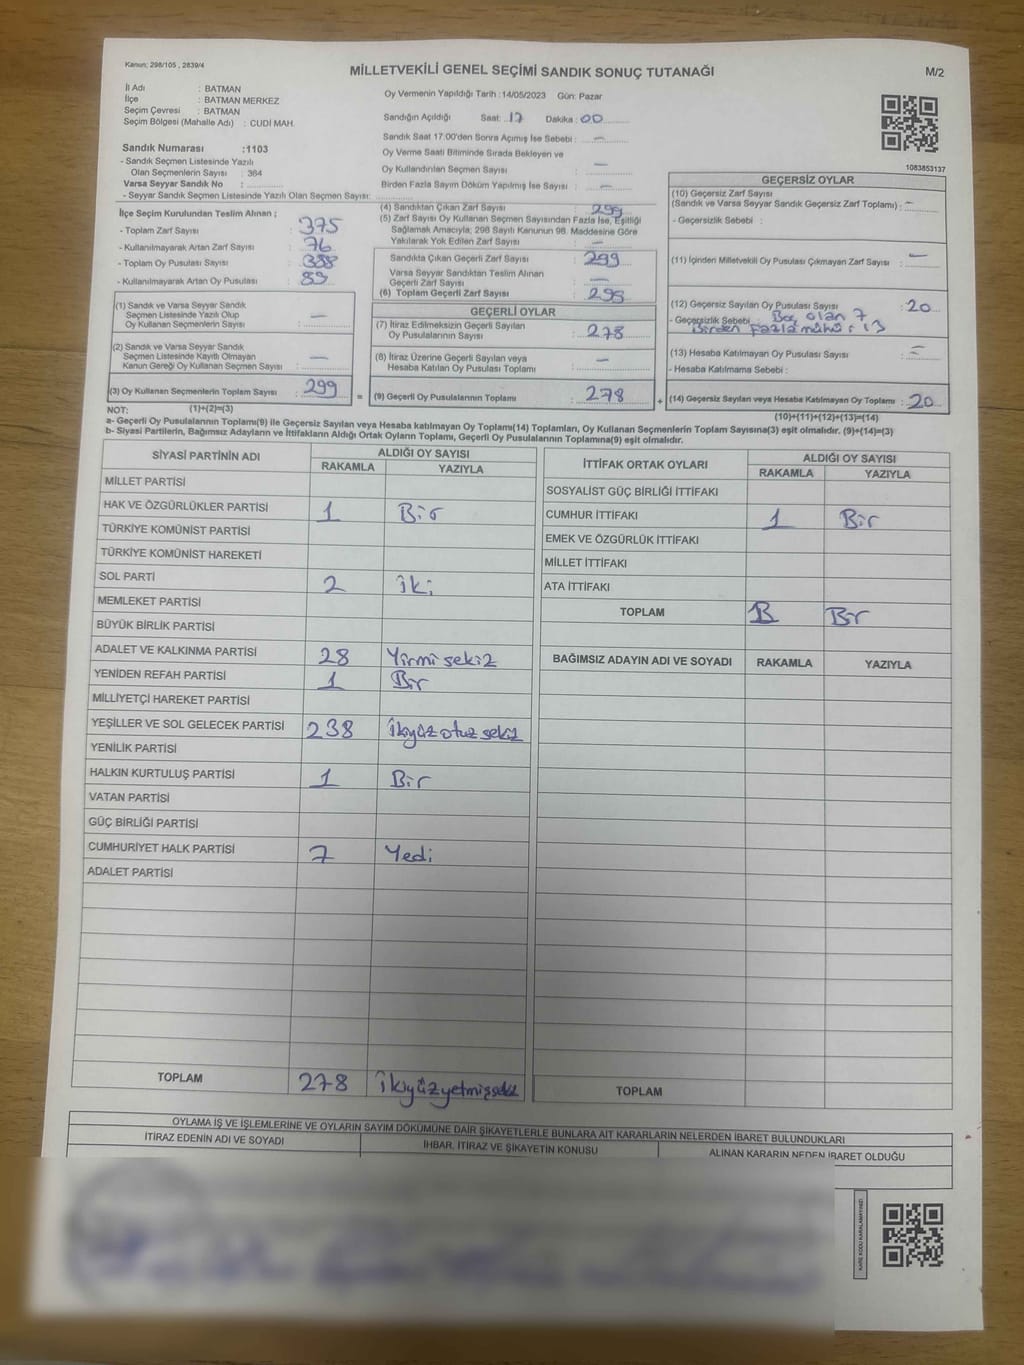 Kanun; 298/105 , 2839/4
MİLLETVEKİLİ GENEL SEÇİMİ SANDIK SONUÇ TUTANAĞI
M/2
İl Adı : BATMAN
İlçe : BATMAN MERKEZ
Seçim Çevresi : BATMAN
Seçim Bölgesi (Mahalle Adı) : CUDİ MAH.
Oy Vermenin Yapıldığı Tarih :14/05/2023 Gün: Pazar
Sandığın Açıldığı Saat: 17 Dakika: 00
Sandık Saat 17.00'den Sonra Açımış İse Sebebi : —
Oy Verme Saati Bitiminde Sırada Bekleyen ve
Oy Kullandırılan Seçmen Sayısı : —
Birden Fazla Sayım Döküm Yapılmış İse Sayısı : —
Sandık Numarası :1103
- Sandık Seçmen Listesinde Yazılı
Olan Seçmenlerin Sayısı : 364
Varsa Seyyar Sandık No :
- Seyyar Sandık Seçmen Listesinde Yazılı Olan Seçmen Sayısı:
1083853137
İlçe Seçim Kurulundan Teslim Alınan ;
- Toplam Zarf Sayısı : 375
- Kullanılmayarak Artan Zarf Sayısı : 76
- Toplam Oy Pusulası Sayısı : 388
- Kullanılmayarak Artan Oy Pusulası : 89
(4) Sandıktan Çıkan Zarf Sayısı : 299
(5) Zarf Sayısı Oy Kullanan Seçmen Sayısından Fazla İse, Eşitliği
Sağlamak Amacıyla; 298 Sayılı Kanunun 98. Maddesine Göre
Yakılarak Yok Edilen Zarf Sayısı : —
Sandıkta Çıkan Geçerli Zarf Sayısı : 299
Varsa Seyyar Sandıktan Teslim Alınan
Geçerli Zarf Sayısı : —
(6) Toplam Geçerli Zarf Sayısı :
GEÇERSİZ OYLAR
(10) Geçersiz Zarf Sayısı
(Sandık ve Varsa Seyyar Sandık Geçersiz Zarf Toplamı) : —
- Geçersizlik Sebebi :
(11) İçinden Milletvekili Oy Pusulası Çıkmayan Zarf Sayısı : —
(12) Geçersiz Sayılan Oy Pusulası Sayısı : 20
- Geçersizlik Sebebi : Boş olan 7
Birden Fazla mühür : 13
(13) Hesaba Katılmayan Oy Pusulası Sayısı : —
- Hesaba Katılmama Sebebi :
(14) Geçersiz Sayılan veya Hesaba Katılmayan Oy Toplamı : 20
(10)+(11)+(12)+(13)=(14)
(1) Sandık ve Varsa Seyyar Sandık
Seçmen Listesinde Yazılı Olup
Oy Kullanan Seçmenlerin Sayısı : —
(2) Sandık ve Varsa Seyyar Sandık
Seçmen Listesinde Kayıtlı Olmayan
Kanun Gereği Oy Kullanan Seçmen Sayısı : —
(3) Oy Kullanan Seçmenlerin Toplam Sayısı : 299
(1)+(2)=(3)
GEÇERLİ OYLAR
(7) İtiraz Edilmeksizin Geçerli Sayılan
Oy Pusulalarının Sayısı : 278
(8) İtiraz Üzerine Geçerli Sayılan veya
Hesaba Katılan Oy Pusulası Toplamı : —
= (9) Geçerli Oy Pusulalarının Toplamı : 278 +
NOT:
a- Geçerli Oy Pusulalarının Toplamı(9) ile Geçersiz Sayılan veya Hesaba katılmayan Oy Toplamı(14) Toplamları, Oy Kullanan Seçmenlerin Toplam Sayısına(3) eşit olmalıdır. (9)+(14)=(3)
b- Siyasi Partilerin, Bağımsız Adayların ve İttifakların Aldığı Ortak Oyların Toplamı, Geçerli Oy Pusulalarının Toplamına(9) eşit olmalıdır.
SİYASİ PARTİNİN ADI ALDIĞI OY SAYISI
RAKAMLA YAZIYLA
MİLLET PARTİSİ
HAK VE ÖZGÜRLÜKLER PARTİSİ 1 Bir
TÜRKİYE KOMÜNİST PARTİSİ
TÜRKİYE KOMÜNİST HAREKETİ
SOL PARTİ 2 İki
MEMLEKET PARTİSİ
BÜYÜK BİRLİK PARTİSİ
ADALET VE KALKINMA PARTİSİ 28 Yirmi sekiz
YENİDEN REFAH PARTİSİ 1 Bir
MİLLİYETÇİ HAREKET PARTİSİ
YEŞİLLER VE SOL GELECEK PARTİSİ 238 İkiyüz otuz sekiz
YENİLİK PARTİSİ
HALKIN KURTULUŞ PARTİSİ 1 Bir
VATAN PARTİSİ
GÜÇ BİRLİĞİ PARTİSİ
CUMHURİYET HALK PARTİSİ 7 Yedi
ADALET PARTİSİ
TOPLAM 278 İkiyüzyetmişsekiz
İTTİFAK ORTAK OYLARI ALDIĞI OY SAYISI
RAKAMLA YAZIYLA
SOSYALİST GÜÇ BİRLİĞİ İTTİFAKI
CUMHUR İTTİFAKI 1 Bir
EMEK VE ÖZGÜRLÜK İTTİFAKI
MİLLET İTTİFAKI
ATA İTTİFAKI
TOPLAM Bir
BAĞIMSIZ ADAYIN ADI VE SOYADI RAKAMLA YAZIYLA
TOPLAM
OYLAMA İŞ VE İŞLEMLERİNE VE OYLARIN SAYIM DÖKÜMÜNE DAİR ŞİKAYETLERLE BUNLARA AİT KARARLARIN NELERDEN İBARET BULUNDUKLARI
İTİRAZ EDENİN ADI VE SOYADI İHBAR, İTİRAZ VE ŞİKAYETİN KONUSU ALINAN KARARIN NEDEN İBARET OLDUĞU
KARE KODU KARALAMAYINIZ!